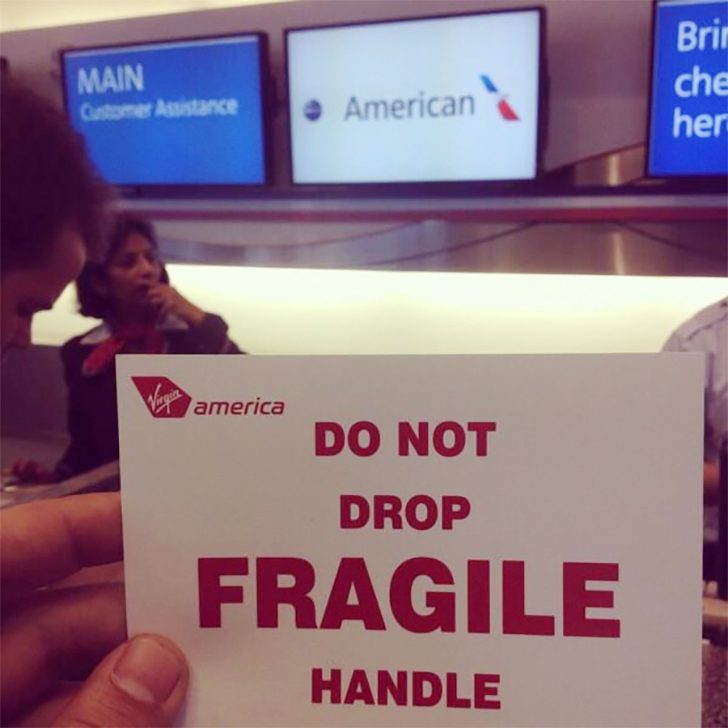 MAIN
Customer Assistance
American
Virgin america
DO NOT
DROP
FRAGILE
HANDLE